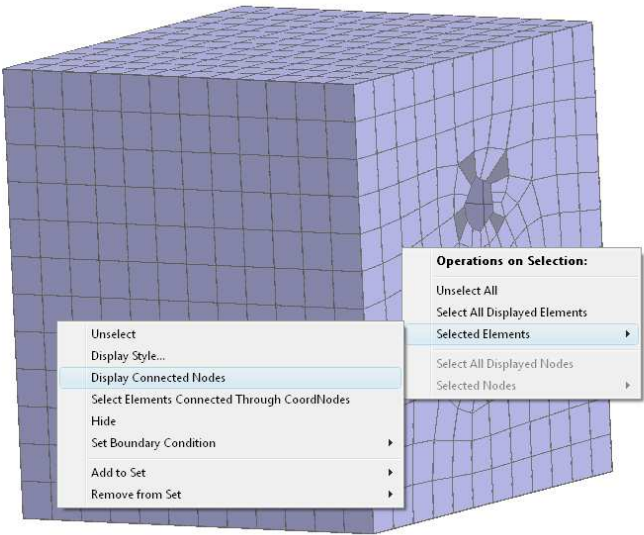 Operations on Selection:
Unselect All
Select All Displayed Elements
Selected Elements
Select All Displayed Nodes
Selected Nodes
Unselect
Display Style...
Display Connected Nodes
Select Elements Connected Through CoordNodes
Hide
Set Boundary Condition
Add to Set
Remove from Set